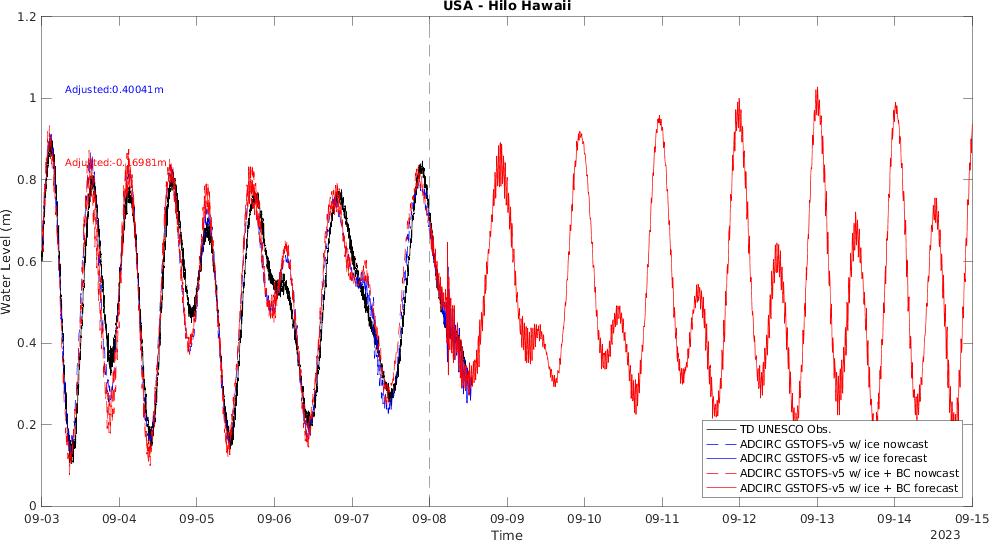 USA - Hilo Hawaii
1.2
1
0.8
0.6
0.4
0.2
0
Water Level (m)
Adjusted:0.40041m
Adjusted:-0.16981m
TD UNESCO Obs.
ADCIRC GSTOFS-v5 w/ ice nowcast
ADCIRC GSTOFS-v5 w/ ice forecast
ADCIRC GSTOFS-v5 w/ ice + BC nowcast
ADCIRC GSTOFS-v5 w/ ice + BC forecast
09-03 09-04 09-05 09-06 09-07 09-08 09-09 09-10 09-11 09-12 09-13 09-14 09-15
Time
2023